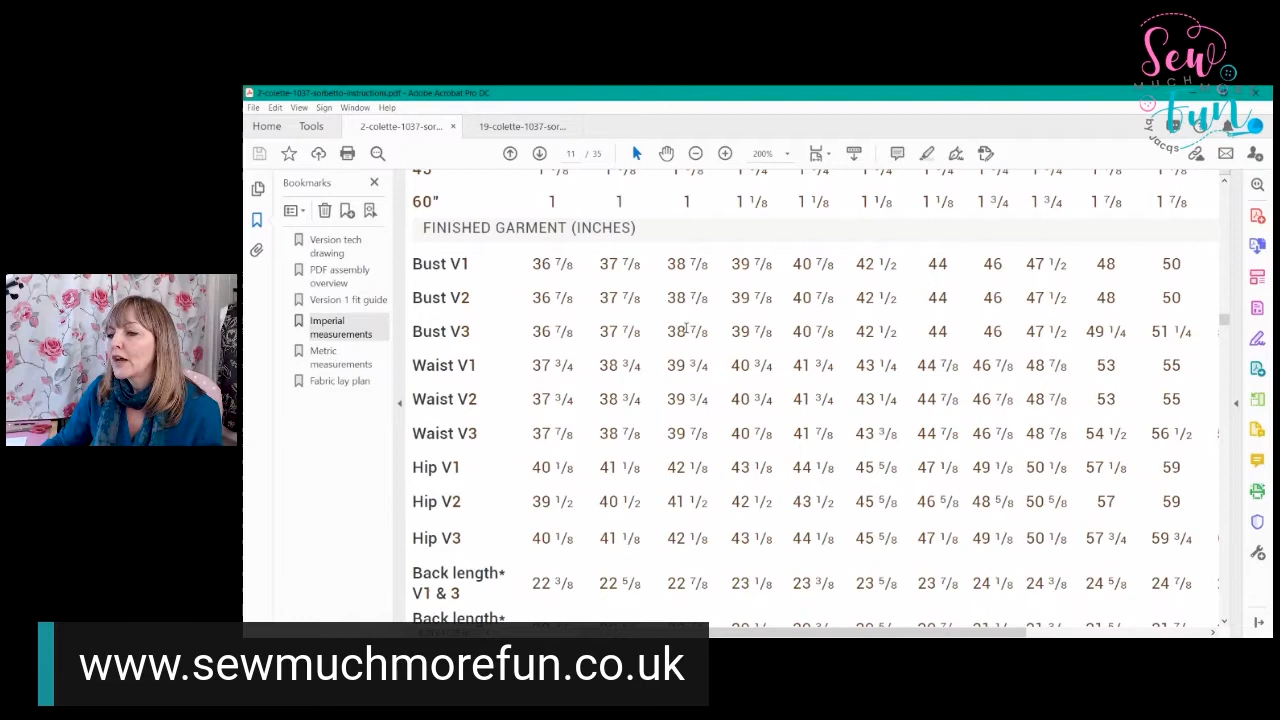 Sew
MUCH MORE
Fun
by Jacqs
2-colette-1037-sorbetto-instructions.pdf - Adobe Acrobat Pro DC
File Edit View Sign Window Help
Home Tools 2-colette-1037-sor... × 19-colette-1037-sor...
11 / 35 200%
Bookmarks
Version tech
drawing
PDF assembly
overview
Version 1 fit guide
Imperial
measurements
Metric
measurements
Fabric lay plan
60" 1 1 1 1 1/8 1 1/8 1 1/8 1 1/8 1 3/4 1 3/4 1 7/8 1 7/8
FINISHED GARMENT (INCHES)
Bust V1 36 7/8 37 7/8 38 7/8 39 7/8 40 7/8 42 1/2 44 46 47 1/2 48 50
Bust V2 36 7/8 37 7/8 38 7/8 39 7/8 40 7/8 42 1/2 44 46 47 1/2 48 50
Bust V3 36 7/8 37 7/8 38 7/8 39 7/8 40 7/8 42 1/2 44 46 47 1/2 49 1/4 51 1/4
Waist V1 37 3/4 38 3/4 39 3/4 40 3/4 41 3/4 43 1/4 44 7/8 46 7/8 48 7/8 53 55
Waist V2 37 3/4 38 3/4 39 3/4 40 3/4 41 3/4 43 1/4 44 7/8 46 7/8 48 7/8 53 55
Waist V3 37 7/8 38 7/8 39 7/8 40 7/8 41 7/8 43 3/8 44 7/8 46 7/8 48 7/8 54 1/2 56 1/2
Hip V1 40 1/8 41 1/8 42 1/8 43 1/8 44 1/8 45 5/8 47 1/8 49 1/8 50 1/8 57 1/8 59
Hip V2 39 1/2 40 1/2 41 1/2 42 1/2 43 1/2 45 5/8 46 5/8 48 5/8 50 5/8 57 59
Hip V3 40 1/8 41 1/8 42 1/8 43 1/8 44 1/8 45 5/8 47 1/8 49 1/8 50 1/8 57 3/4 59 3/4
Back length*
V1 & 3 22 3/8 22 5/8 22 7/8 23 1/8 23 3/8 23 5/8 23 7/8 24 1/8 24 3/8 24 5/8 24 7/8
Back length*
www.sewmuchmorefun.co.uk